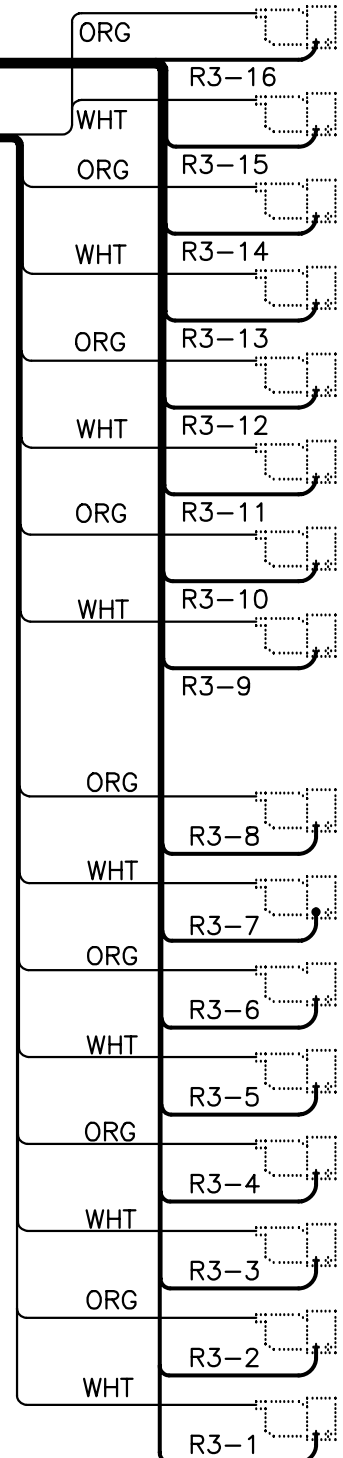 ORG
R3-16
WHT
R3-15
ORG
R3-14
WHT
R3-13
ORG
R3-12
WHT
R3-11
ORG
R3-10
WHT
R3-9
ORG
R3-8
WHT
R3-7
ORG
R3-6
WHT
R3-5
ORG
R3-4
WHT
R3-3
ORG
R3-2
WHT
R3-1